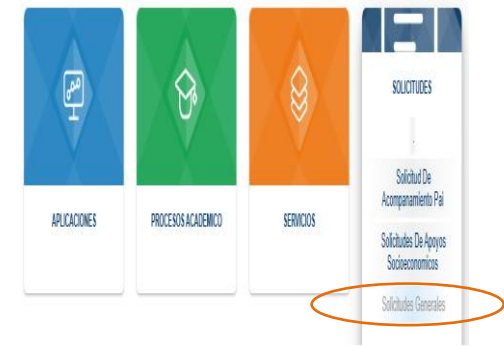 APLICACIONES
PROCESOS ACADEMICO
SERVICIOS
SOLICITUDES
.
Solicitud De
Acompanamiento Pai
Solicitudes De Apoyos
Socioeconomicos
Solicitudes Generales